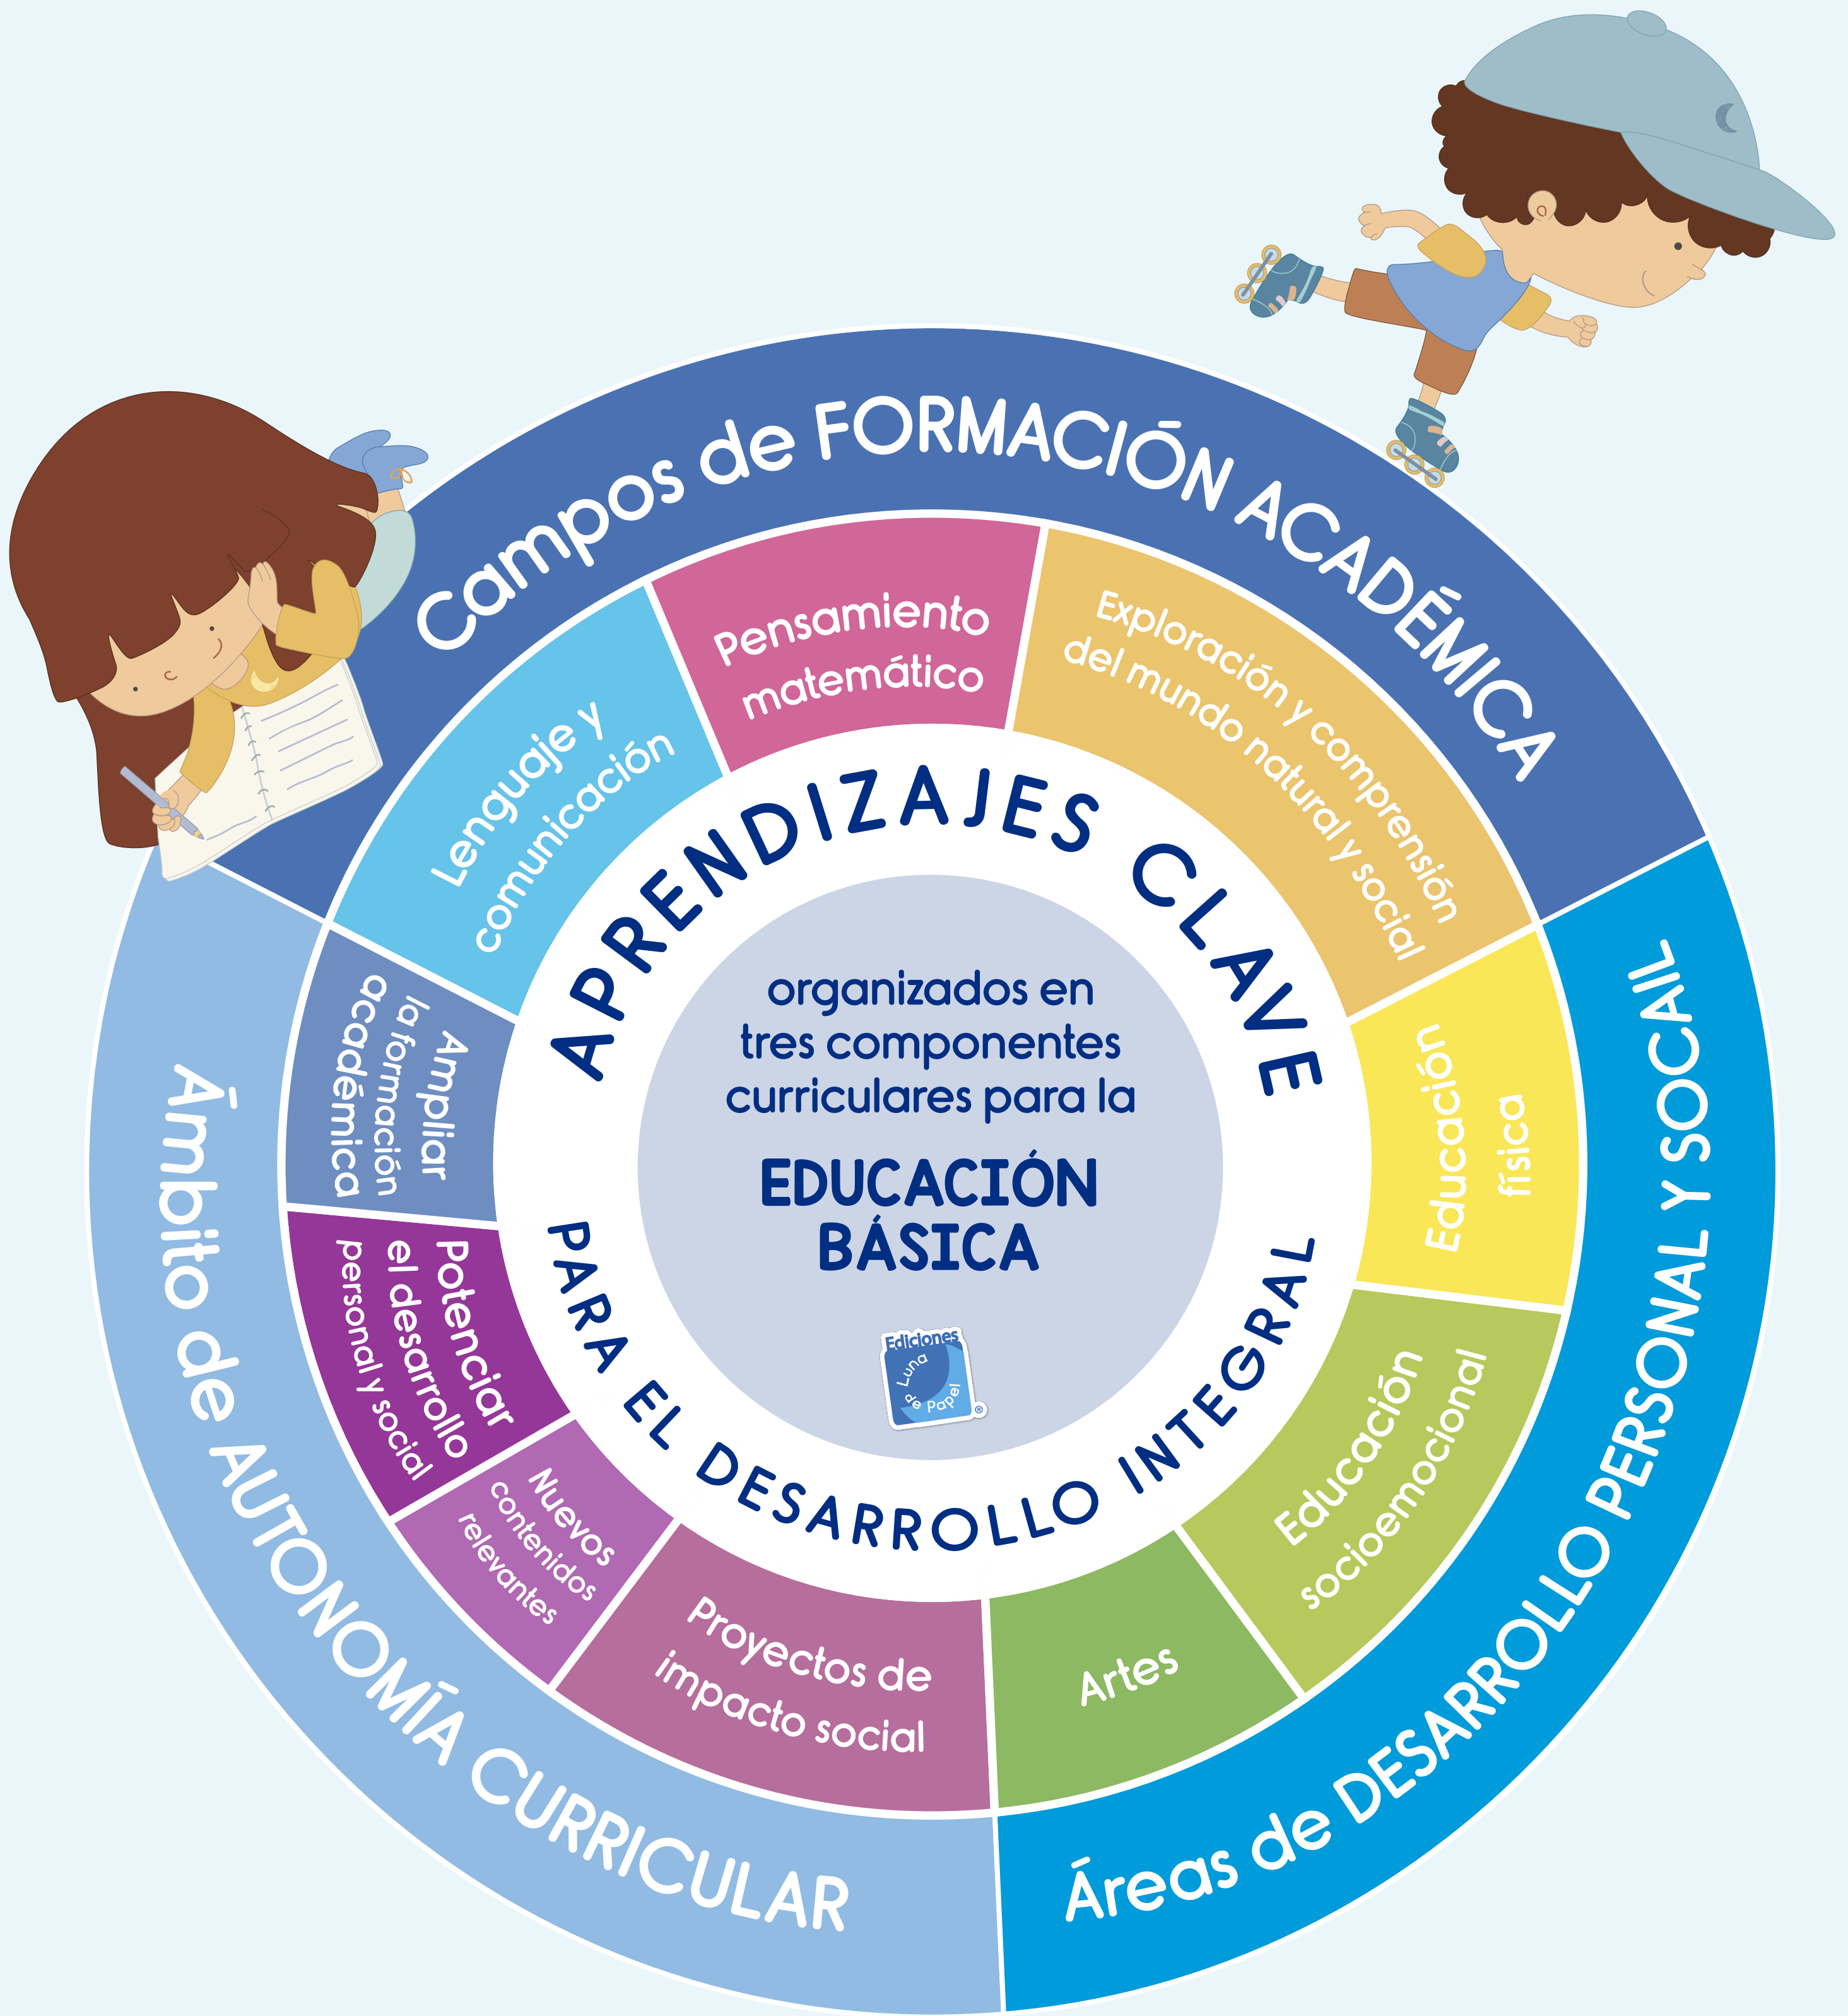 Campos de FORMACIÓN ACADÉMICA
Lenguaje y
comunicación
Pensamiento
matemático
Exploración y comprensión
del mundo natural y social
Áreas de DESARROLLO PERSONAL Y SOCAIL
Educación
física
Educación
socioemocional
Artes
Ámbito de AUTONOMÍA CURRICULAR
Ampliar
la formación
académica
Potenciar
el desarrollo
personal y social
Nuevos
contenidos
relevantes
Proyectos de
impacto social
APRENDIZAJES CLAVE
PARA EL DESARROLLO INTEGRAL
organizados en
tres componentes
curriculares para la
EDUCACIÓN
BÁSICA
Ediciones
Luna
de Papel
®